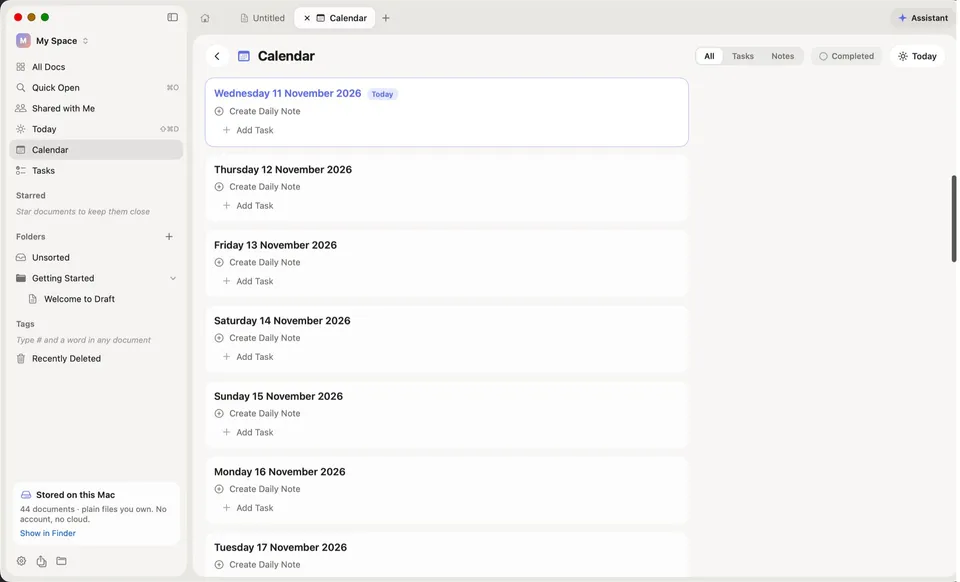 M My Space
All Docs
Quick Open ⌘O
Shared with Me
Today ⇧⌘D
Calendar
Tasks
Starred
Star documents to keep them close
Folders
Unsorted
Getting Started
Welcome to Draft
Tags
Type # and a word in any document
Recently Deleted
Stored on this Mac
44 documents · plain files you own. No
account, no cloud.
Show in Finder
Untitled
Calendar
Assistant
Calendar
All Tasks Notes Completed Today
Wednesday 11 November 2026 Today
Create Daily Note
Add Task
Thursday 12 November 2026
Create Daily Note
Add Task
Friday 13 November 2026
Create Daily Note
Add Task
Saturday 14 November 2026
Create Daily Note
Add Task
Sunday 15 November 2026
Create Daily Note
Add Task
Monday 16 November 2026
Create Daily Note
Add Task
Tuesday 17 November 2026
Create Daily Note